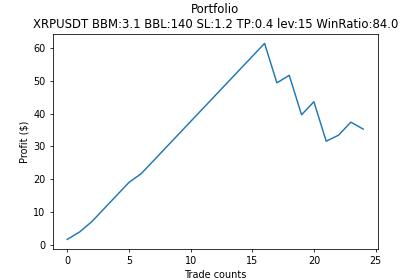 Portfolio
XRPUSDT BBM:3.1 BBL:140 SL:1.2 TP:0.4 lev:15 WinRatio:84.0
60
50
40
30
20
10
0
Profit ($)
0 5 10 15 20 25
Trade counts